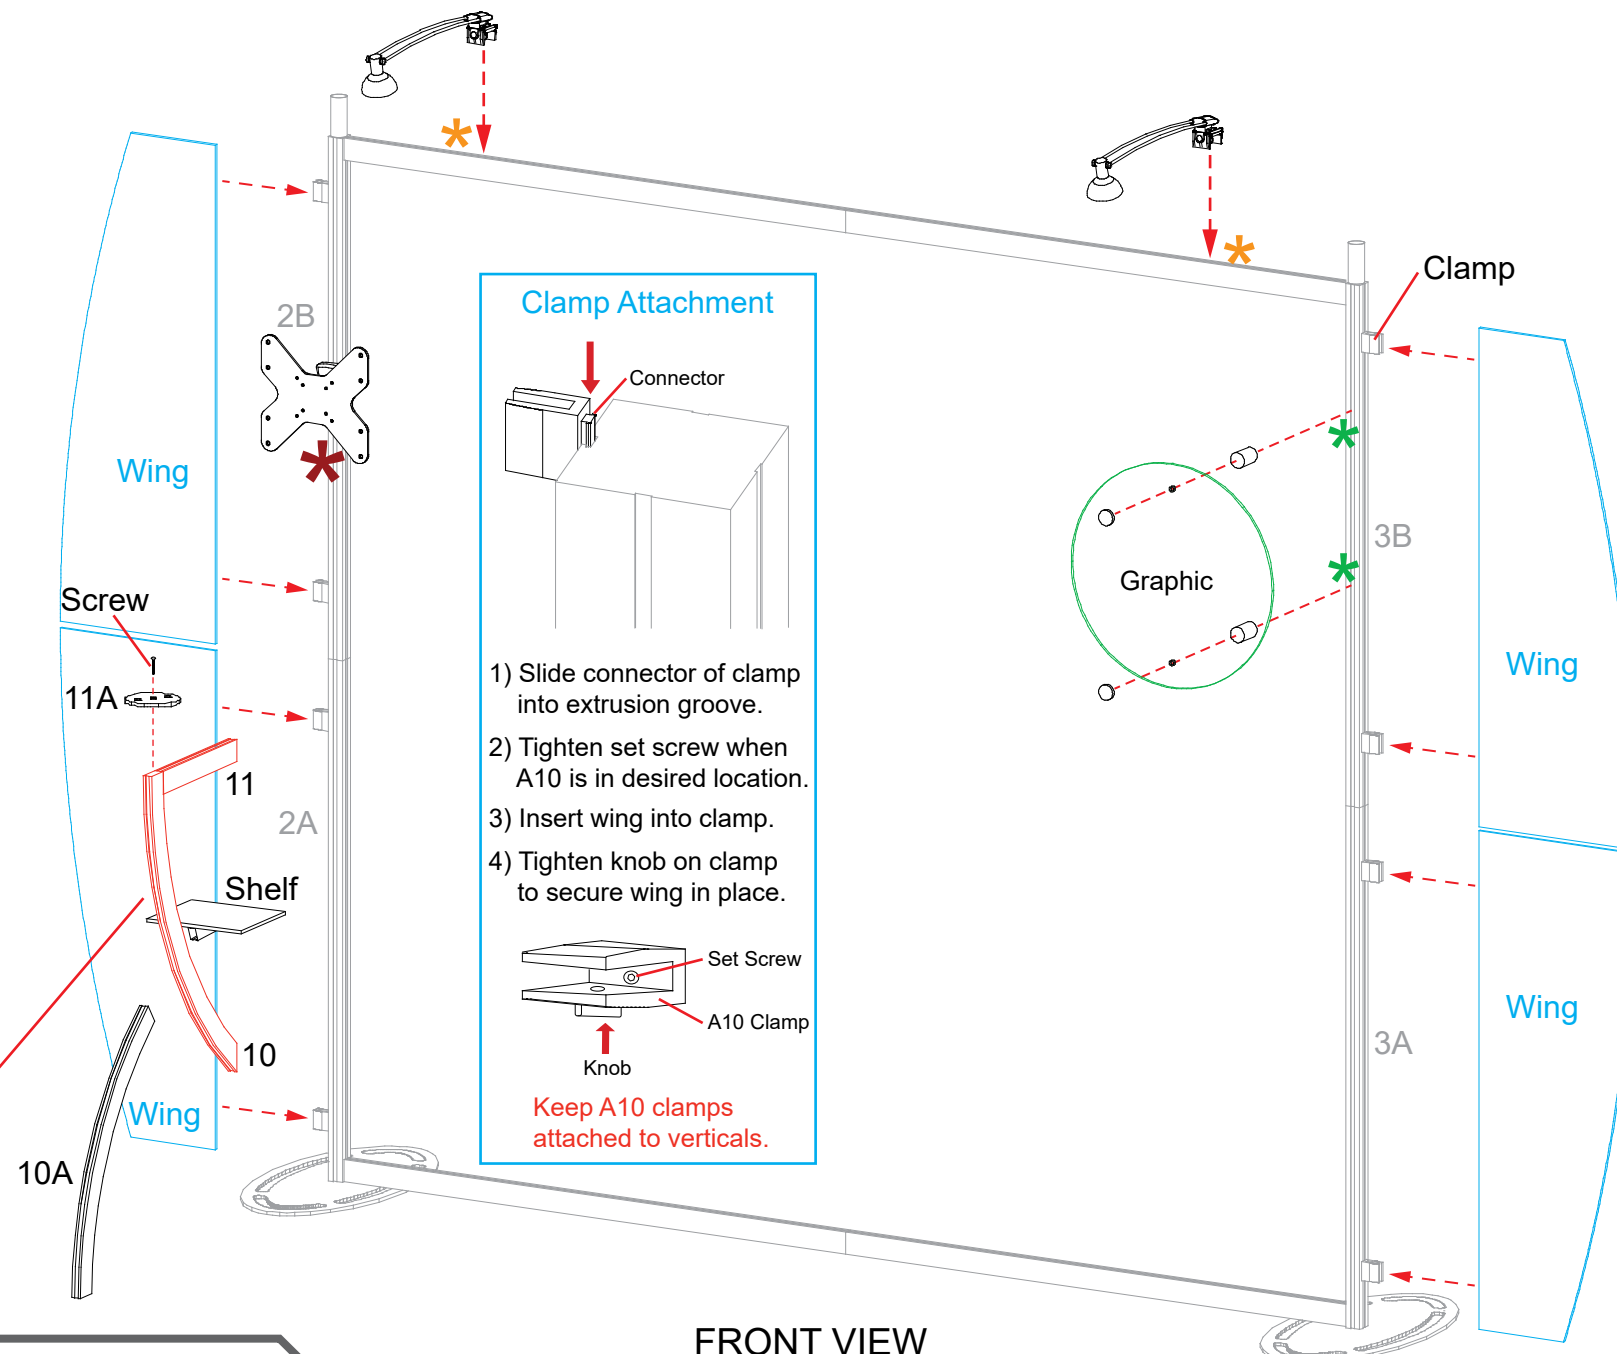 Clamp
2B
Clamp Attachment
Connector
Wing
3B
Graphic
Screw
1) Slide connector of clamp
into extrusion groove.
Wing
11A
2) Tighten set screw when
A10 is in desired location.
11
2A
3) Insert wing into clamp.
4) Tighten knob on clamp
to secure wing in place.
Shelf
Set Screw
A10 Clamp
Wing
3A
10
Knob
Keep A10 clamps
attached to verticals.
Wing
10A
FRONT VIEW